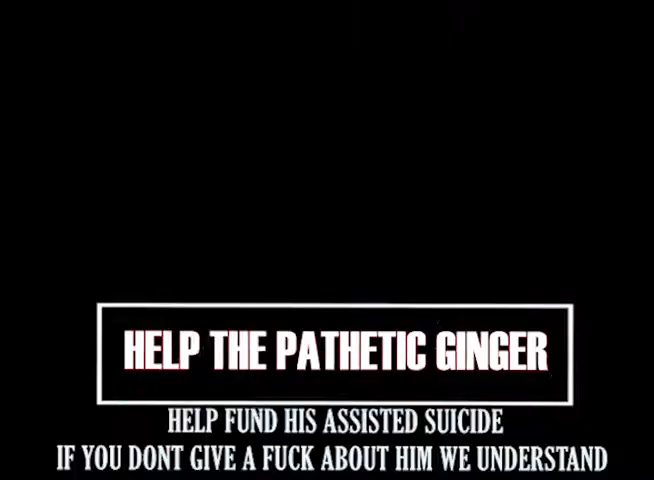 HELP THE PATHETIC GINGER
HELP FUND HIS ASSISTED SUICIDE
IF YOU DONT GIVE A FUCK ABOUT HIM WE UNDERSTAND